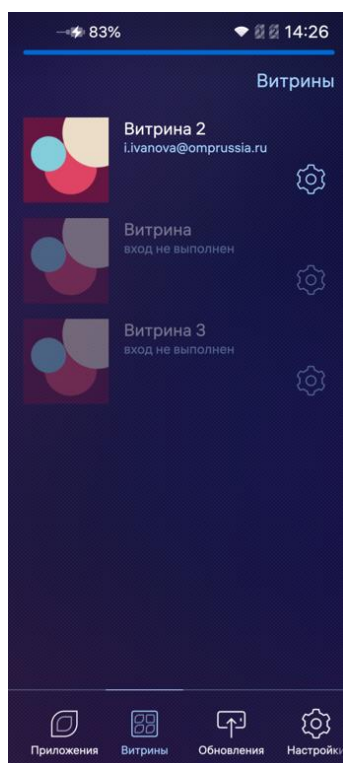 83%
14:26
Витрины
Витрина 2
i.ivanova@omprussia.ru
Витрина
вход не выполнен
Витрина 3
вход не выполнен
Приложения
Витрины
Обновления
Настройки